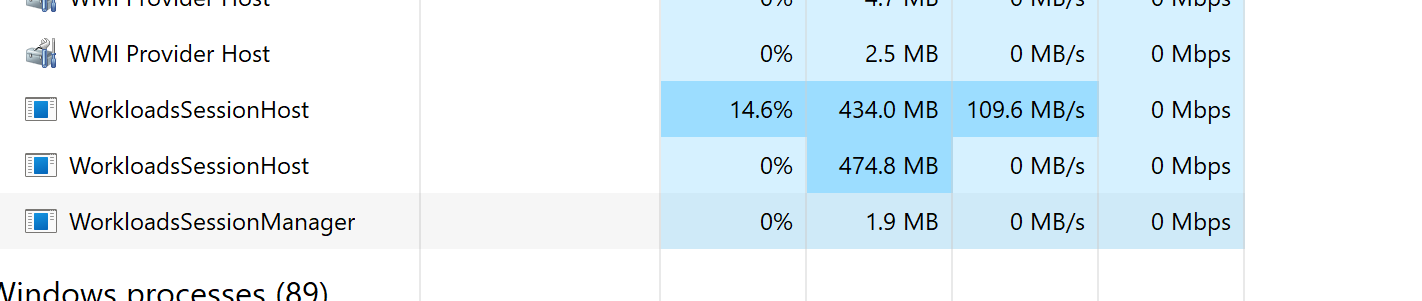 WMI Provider Host 0% 4.7 MB 0 MB/s 0 Mbps
WMI Provider Host 0% 2.5 MB 0 MB/s 0 Mbps
WorkloadsSessionHost 14.6% 434.0 MB 109.6 MB/s 0 Mbps
WorkloadsSessionHost 0% 474.8 MB 0 MB/s 0 Mbps
WorkloadsSessionManager 0% 1.9 MB 0 MB/s 0 Mbps
Windows processes (89)